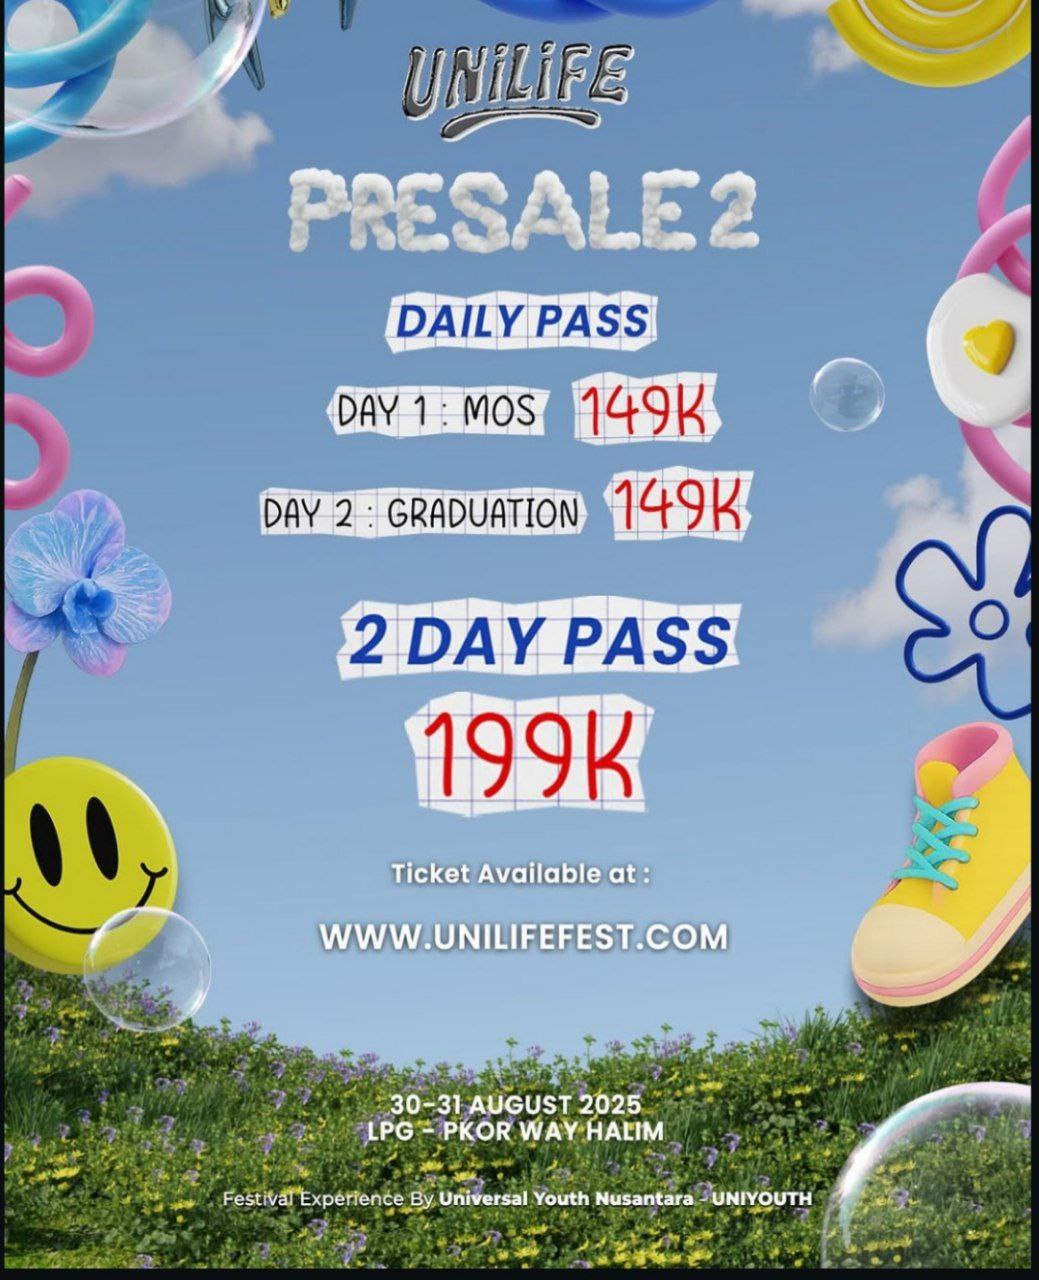 UNiLiFE
PRESALE 2
DAILY PASS
DAY 1 : MOS 149K
DAY 2 : GRADUATION 149K
2 DAY PASS
199K
Ticket Available at :
WWW.UNILIFEFEST.COM
30-31 AUGUST 2025
LPG - PKOR WAY HALIM
Festival Experience By Universal Youth Nusantara - UNIYOUTH